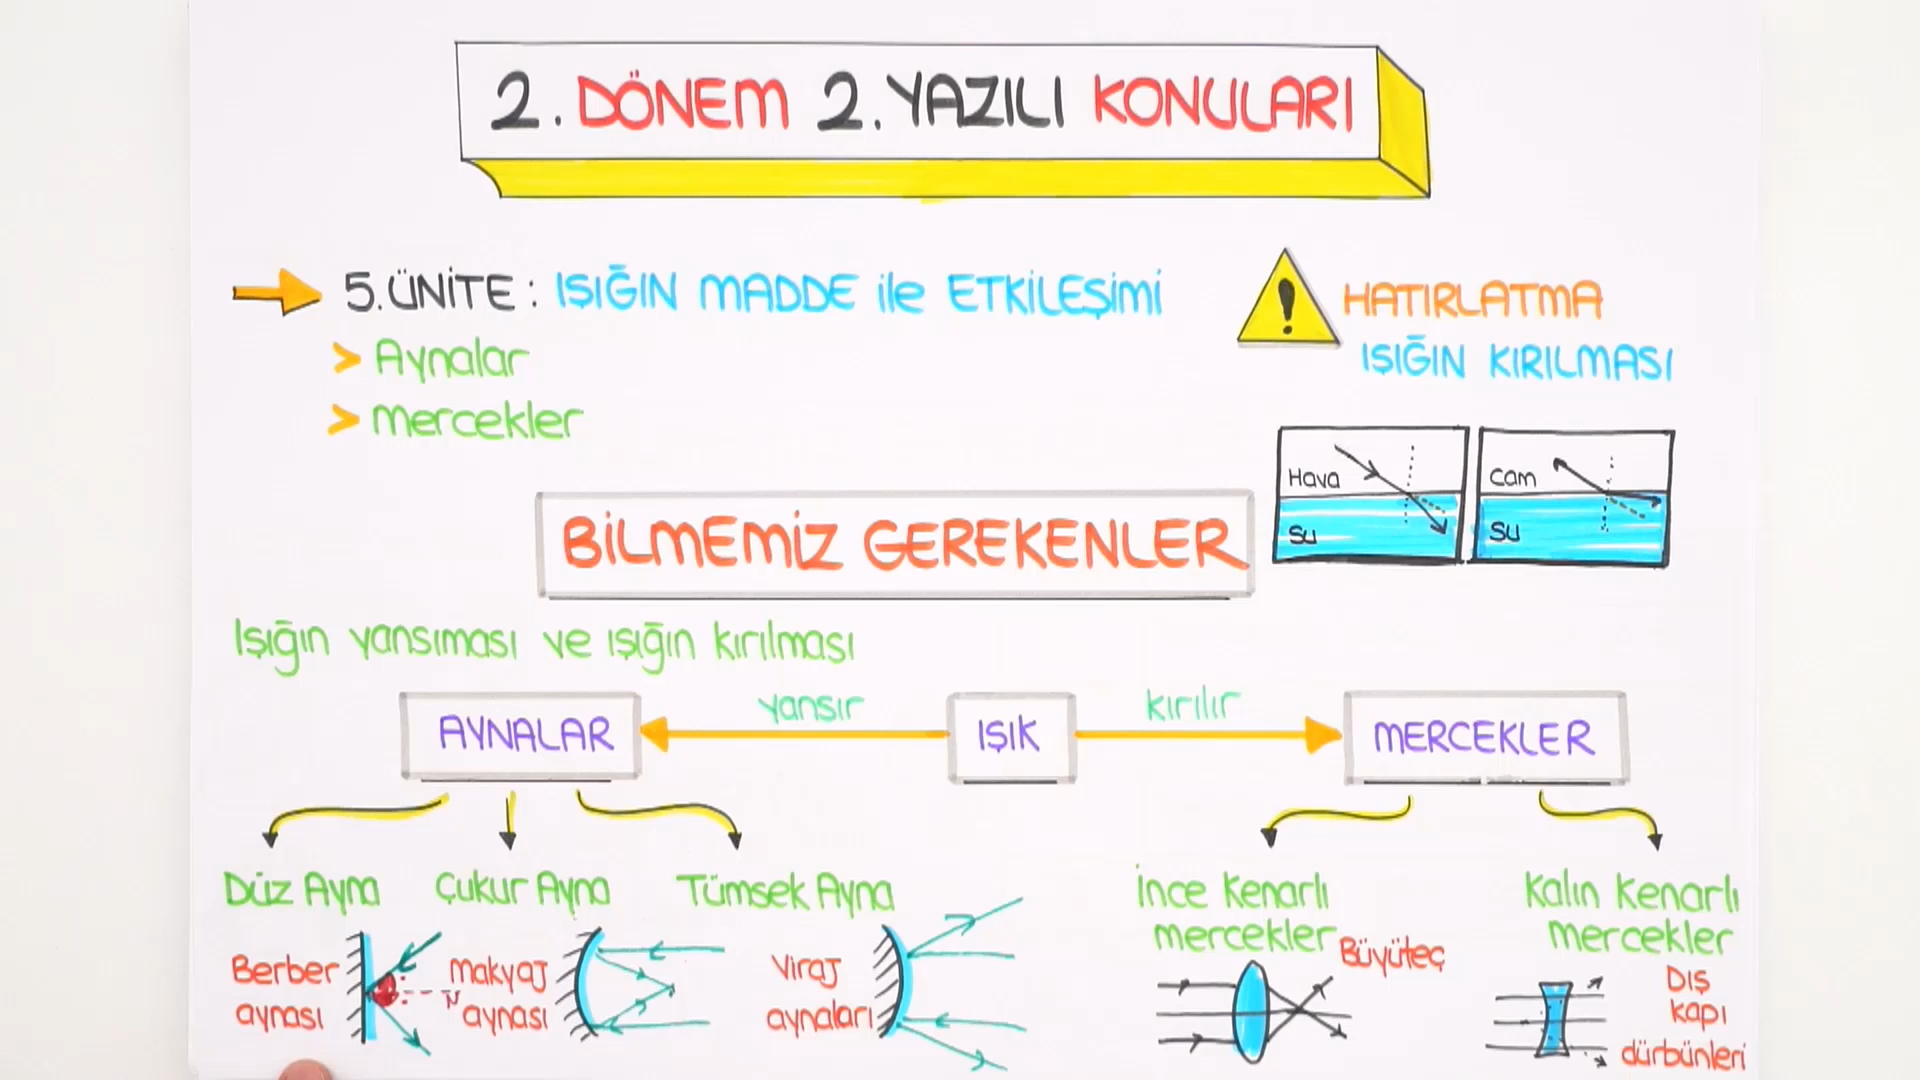 2. DÖNEM 2. YAZILI KONULARI
5. ÜNİTE : IŞIĞIN MADDE ile ETKİLEŞİMİ
> Aynalar
> Mercekler
! HATIRLATMA
IŞIĞIN KIRILMASI
Hava
Su
Cam
Su
BİLMEMİZ GEREKENLER
Işığın yansıması ve ışığın kırılması
AYNALAR
yansır
IŞIK
kırılır
MERCEKLER
Düz Ayna
Berber
aynası
N
Çukur Ayna
Makyaj
aynası
Tümsek Ayna
Viraj
aynaları
İnce Kenarlı
mercekler
Büyüteç
Kalın Kenarlı
mercekler
Dış
kapı
dürbünleri